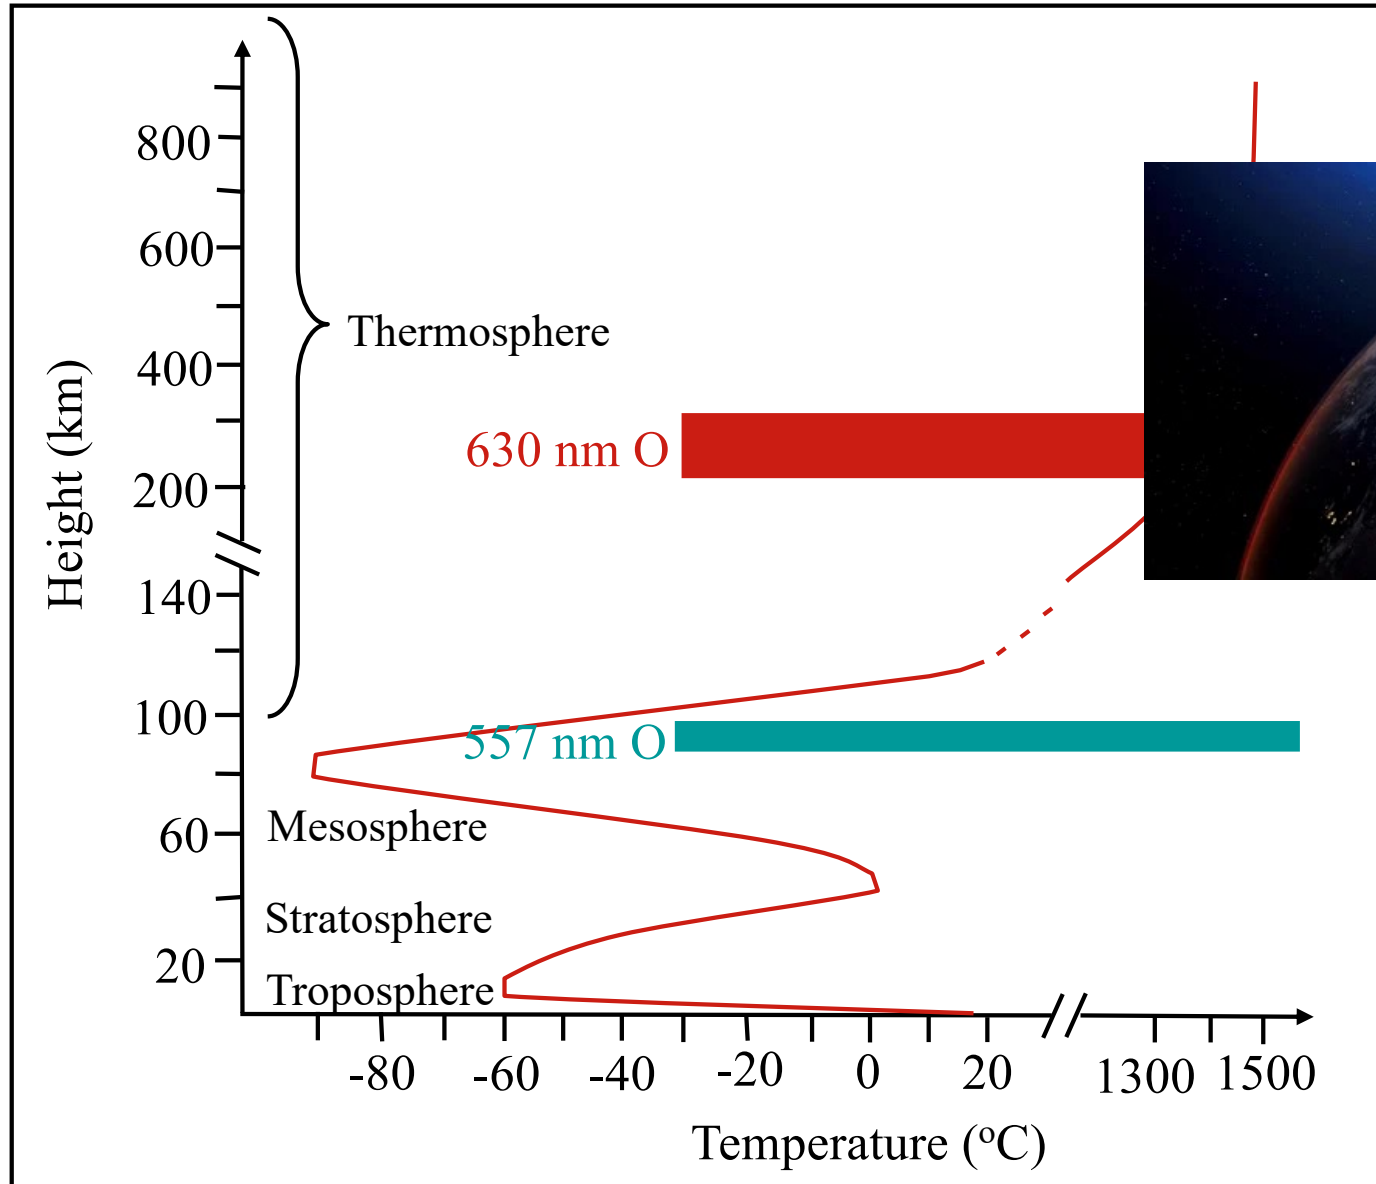 800
600
Thermosphere
400
630 nm O
200
Height (km)
140
100
557 nm O
Mesosphere
60
Stratosphere
20
Troposphere
-80 -60 -40 -20 0 20 1300 1500
Temperature (oC)